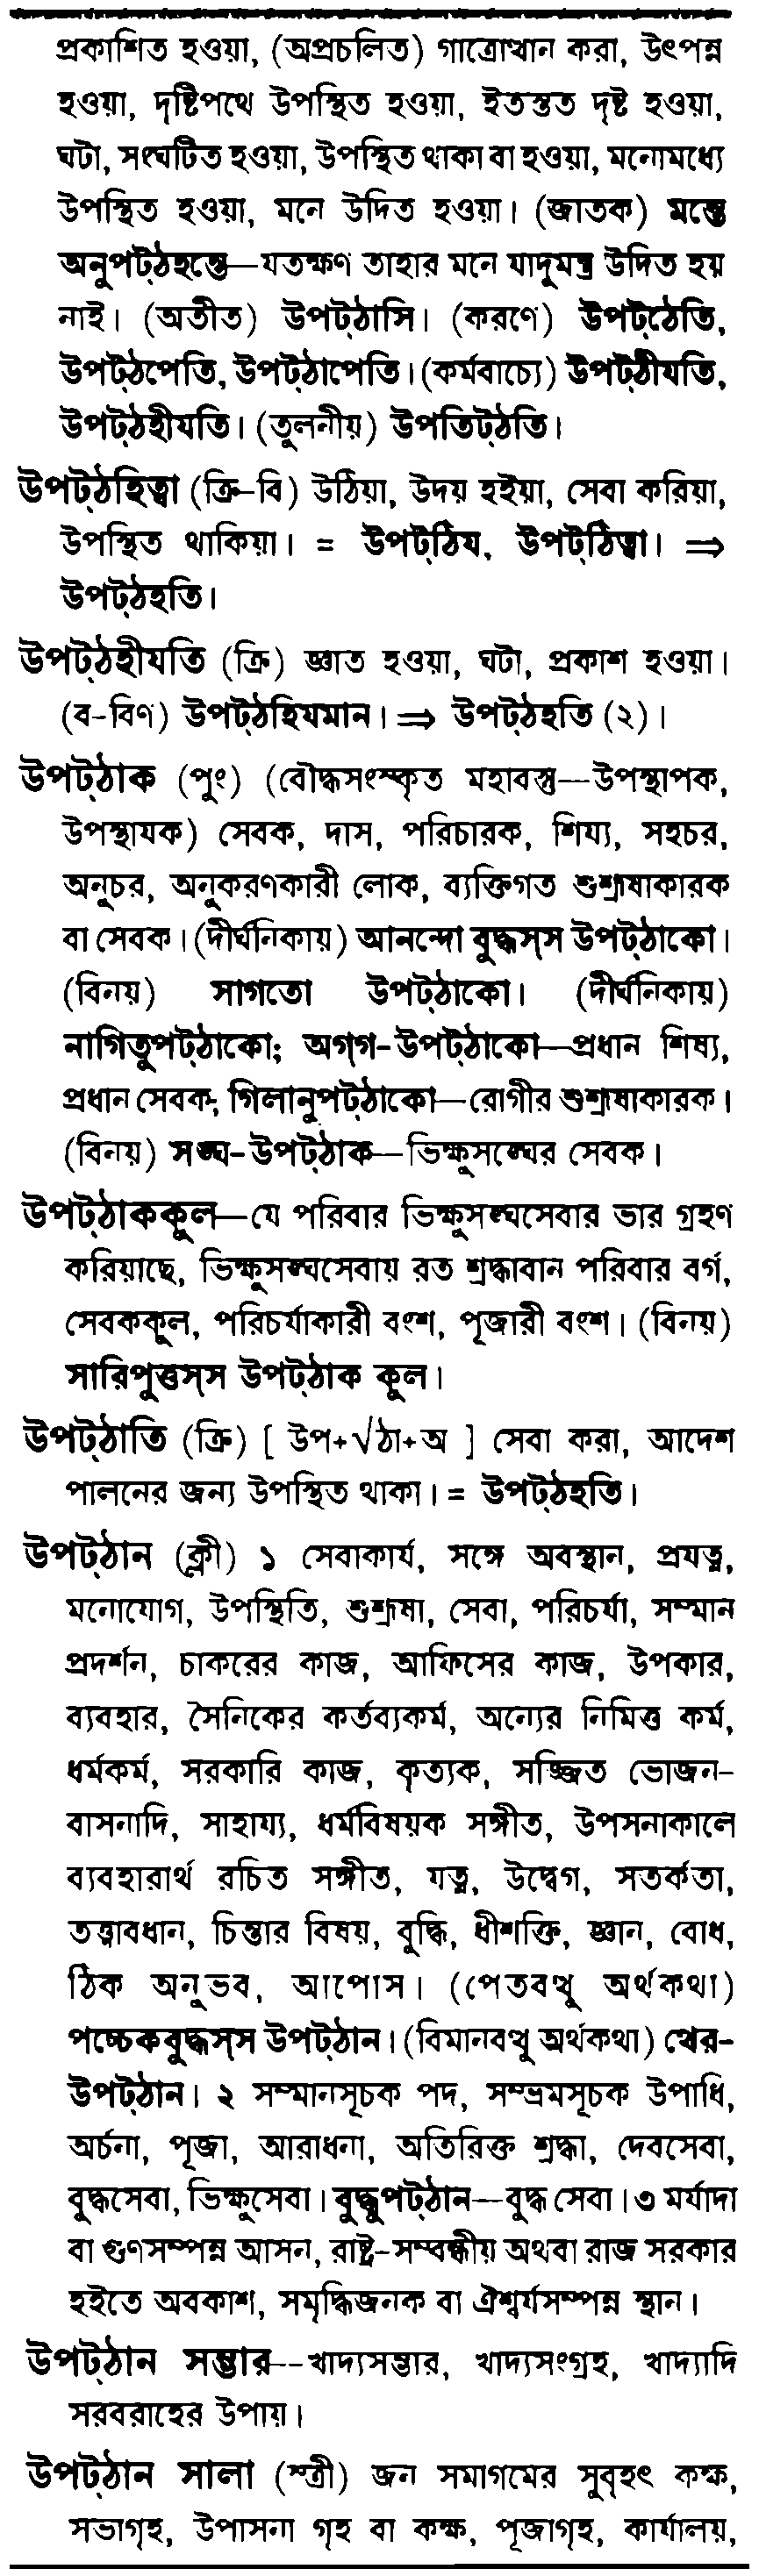 প্রকাশিত হওয়া, (অপ্রচলিত) গাত্রোত্থান করা, উৎপন্ন
হওয়া, দৃষ্টিপথে উপস্থিত হওয়া, ইতস্তত দৃষ্ট হওয়া,
ঘটা, সংঘটিত হওয়া, উপস্থিত থাকা বা হওয়া, মনোমধ্যে
উপস্থিত হওয়া, মনে উদিত হওয়া। (জাতক) মন্তে
অনুপট্‌ঠহন্তে—যতক্ষণ তাহার মনে যাদুমন্ত্র উদিত হয়
নাই। (অতীত) উপট্‌ঠাসি। (করণে) উপট্‌ঠেতি,
উপট্‌ঠপেতি, উপট্‌ঠাপেতি। (কর্মবাচ্যে) উপট্‌ঠীযতি,
উপট্‌ঠহীযতি। (তুলনীয়) উপতিট্‌ঠতি।
উপট্‌ঠহিত্বা (ক্রি-বি) উঠিয়া, উদয় হইয়া, সেবা করিয়া,
উপস্থিত থাকিয়া। = উপট্‌ঠিয, উপট্‌ঠিত্বা। ⇒
উপট্‌ঠহতি।
উপট্‌ঠহীযতি (ক্রি) জ্ঞাত হওয়া, ঘটা, প্রকাশ হওয়া।
(ব-বিণ) উপট্‌ঠহিযমান। ⇒ উপট্‌ঠহতি (২)।
উপট্‌ঠাক (পুং) (বৌদ্ধসংস্কৃত মহাবস্তু—উপস্থাপক,
উপস্থাযক) সেবক, দাস, পরিচারক, শিষ্য, সহচর,
অনুচর, অনুকরণকারী লোক, ব্যক্তিগত শুশ্রূষাকারক
বা সেবক। (দীর্ঘনিকায়) আনন্দো বুদ্ধস্‌স উপট্‌ঠাকো।
(বিনয়) সাগতো উপট্‌ঠাকো। (দীর্ঘনিকায়)
নাগিতুপট্‌ঠাকো; অগ্‌গ-উপট্‌ঠাকো—প্রধান শিষ্য,
প্রধান সেবক; গিলানুপট্‌ঠাকো—রোগীর শুশ্রূষাকারক।
(বিনয়) সঙ্ঘ-উপট্‌ঠাক—ভিক্ষুসঙ্ঘের সেবক।
উপট্‌ঠাককুল—যে পরিবার ভিক্ষুসঙ্ঘসেবার ভার গ্রহণ
করিয়াছে, ভিক্ষুসঙ্ঘসেবায় রত শ্রদ্ধাবান পরিবার বর্গ,
সেবককুল, পরিচর্যাকারী বংশ, পূজারী বংশ। (বিনয়)
সারিপুত্তস্‌স উপট্‌ঠাক কুল।
উপট্‌ঠাতি (ক্রি) [ উপ+√ঠা+অ ] সেবা করা, আদেশ
পালনের জন্য উপস্থিত থাকা। = উপট্‌ঠহতি।
উপট্‌ঠান (ক্লী) ১ সেবাকার্য, সঙ্গে অবস্থান, প্রযত্ন,
মনোযোগ, উপস্থিতি, শুশ্রূষা, সেবা, পরিচর্যা, সম্মান
প্রদর্শন, চাকরের কাজ, আফিসের কাজ, উপকার,
ব্যবহার, সৈনিকের কর্তব্যকর্ম, অন্যের নিমিত্ত কর্ম,
ধর্মকর্ম, সরকারি কাজ, কৃত্যক, সজ্জিত ভোজন-
বাসনাদি, সাহায্য, ধর্মবিষয়ক সঙ্গীত, উপসনাকালে
ব্যবহারার্থ রচিত সঙ্গীত, যত্ন, উদ্বেগ, সতর্কতা,
তত্ত্বাবধান, চিন্তার বিষয়, বুদ্ধি, ধীশক্তি, জ্ঞান, বোধ,
ঠিক অনুভব, আপোস। (পেতবত্থু অর্থকথা)
পচ্চেকবুদ্ধস্‌স উপট্‌ঠান। (বিমানবত্থু অর্থকথা) থের-
উপট্‌ঠান। ২ সম্মানসূচক পদ, সম্ভ্রমসূচক উপাধি,
অর্চনা, পূজা, আরাধনা, অতিরিক্ত শ্রদ্ধা, দেবসেবা,
বুদ্ধসেবা, ভিক্ষুসেবা। বুদ্ধুপট্‌ঠান—বুদ্ধ সেবা। ৩ মর্যাদা
বা গুণসম্পন্ন আসন, রাষ্ট্র-সম্বন্ধীয় অথবা রাজ সরকার
হইতে অবকাশ, সমৃদ্ধিজনক বা ঐশ্বর্যসম্পন্ন স্থান।
উপট্‌ঠান সম্ভার--খাদ্যসম্ভার, খাদ্যসংগ্রহ, খাদ্যাদি
সরবরাহের উপায়।
উপট্‌ঠান সালা (স্ত্রী) জন সমাগমের সুবৃহৎ কক্ষ,
সভাগৃহ, উপাসনা গৃহ বা কক্ষ, পূজাগৃহ, কার্যালয়,